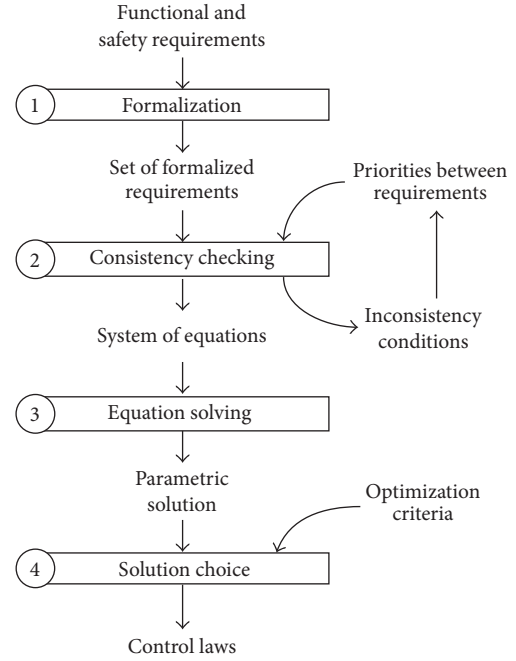 Functional and
safety requirements
1
Formalization
Set of formalized
requirements
Priorities between
requirements
2
Consistency checking
Inconsistency
conditions
System of equations
3
Equation solving
Parametric
solution
Optimization
criteria
4
Solution choice
Control laws